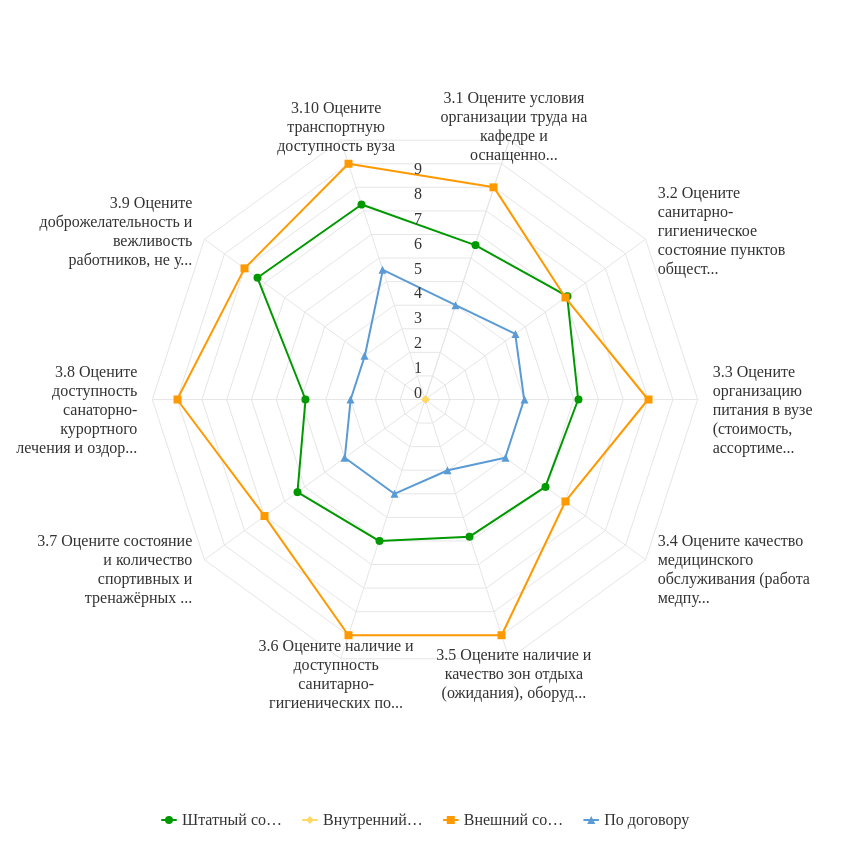 3.1 Оцените условия
организации труда на
кафедре и
оснащенно...
3.2 Оцените
санитарно-
гигиеническое
состояние пунктов
общест...
3.3 Оцените
организацию
питания в вузе
(стоимость,
ассортиме...
3.4 Оцените качество
медицинского
обслуживания (работа
медпу...
3.5 Оцените наличие и
качество зон отдыха
(ожидания), оборуд...
3.6 Оцените наличие и
доступность
санитарно-
гигиенических по...
3.7 Оцените состояние
и количество
спортивных и
тренажёрных ...
3.8 Оцените
доступность
санаторно-
курортного
лечения и оздор...
3.9 Оцените
доброжелательность и
вежливость
работников, не у...
3.10 Оцените
транспортную
доступность вуза
9
8
7
6
5
4
3
2
1
0
Штатный со… Внутренний… Внешний со… По договору